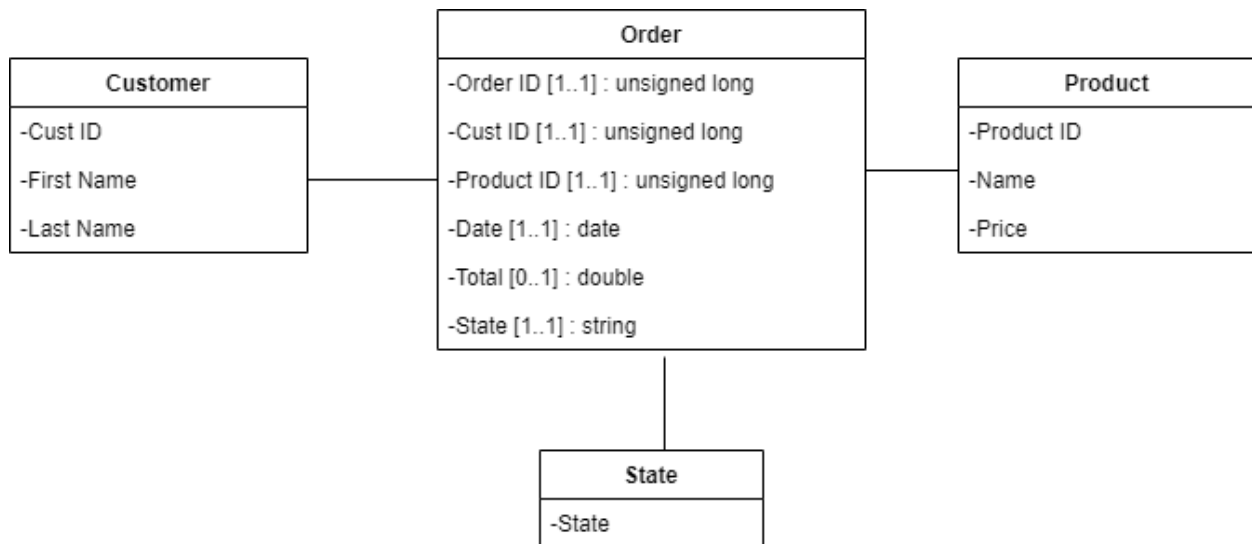 Customer
-Cust ID
-First Name
-Last Name
Order
-Order ID [1..1] : unsigned long
-Cust ID [1..1] : unsigned long
-Product ID [1..1] : unsigned long
-Date [1..1] : date
-Total [0..1] : double
-State [1..1] : string
Product
-Product ID
-Name
-Price
State
-State